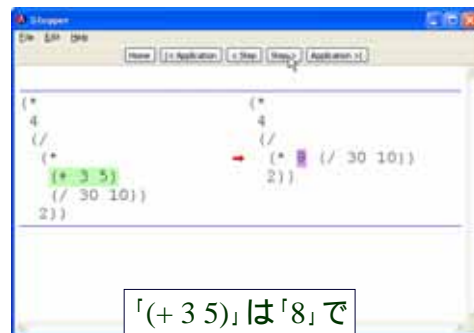 Stepper
File Edit Help
Home |< Application < Step Step > Application >|
(*
4
(/
(*
(+ 3 5)
(/ 30 10))
2))
(*
4
(/
(* 8 (/ 30 10))
2))
「(+ 3 5)」は「8」で